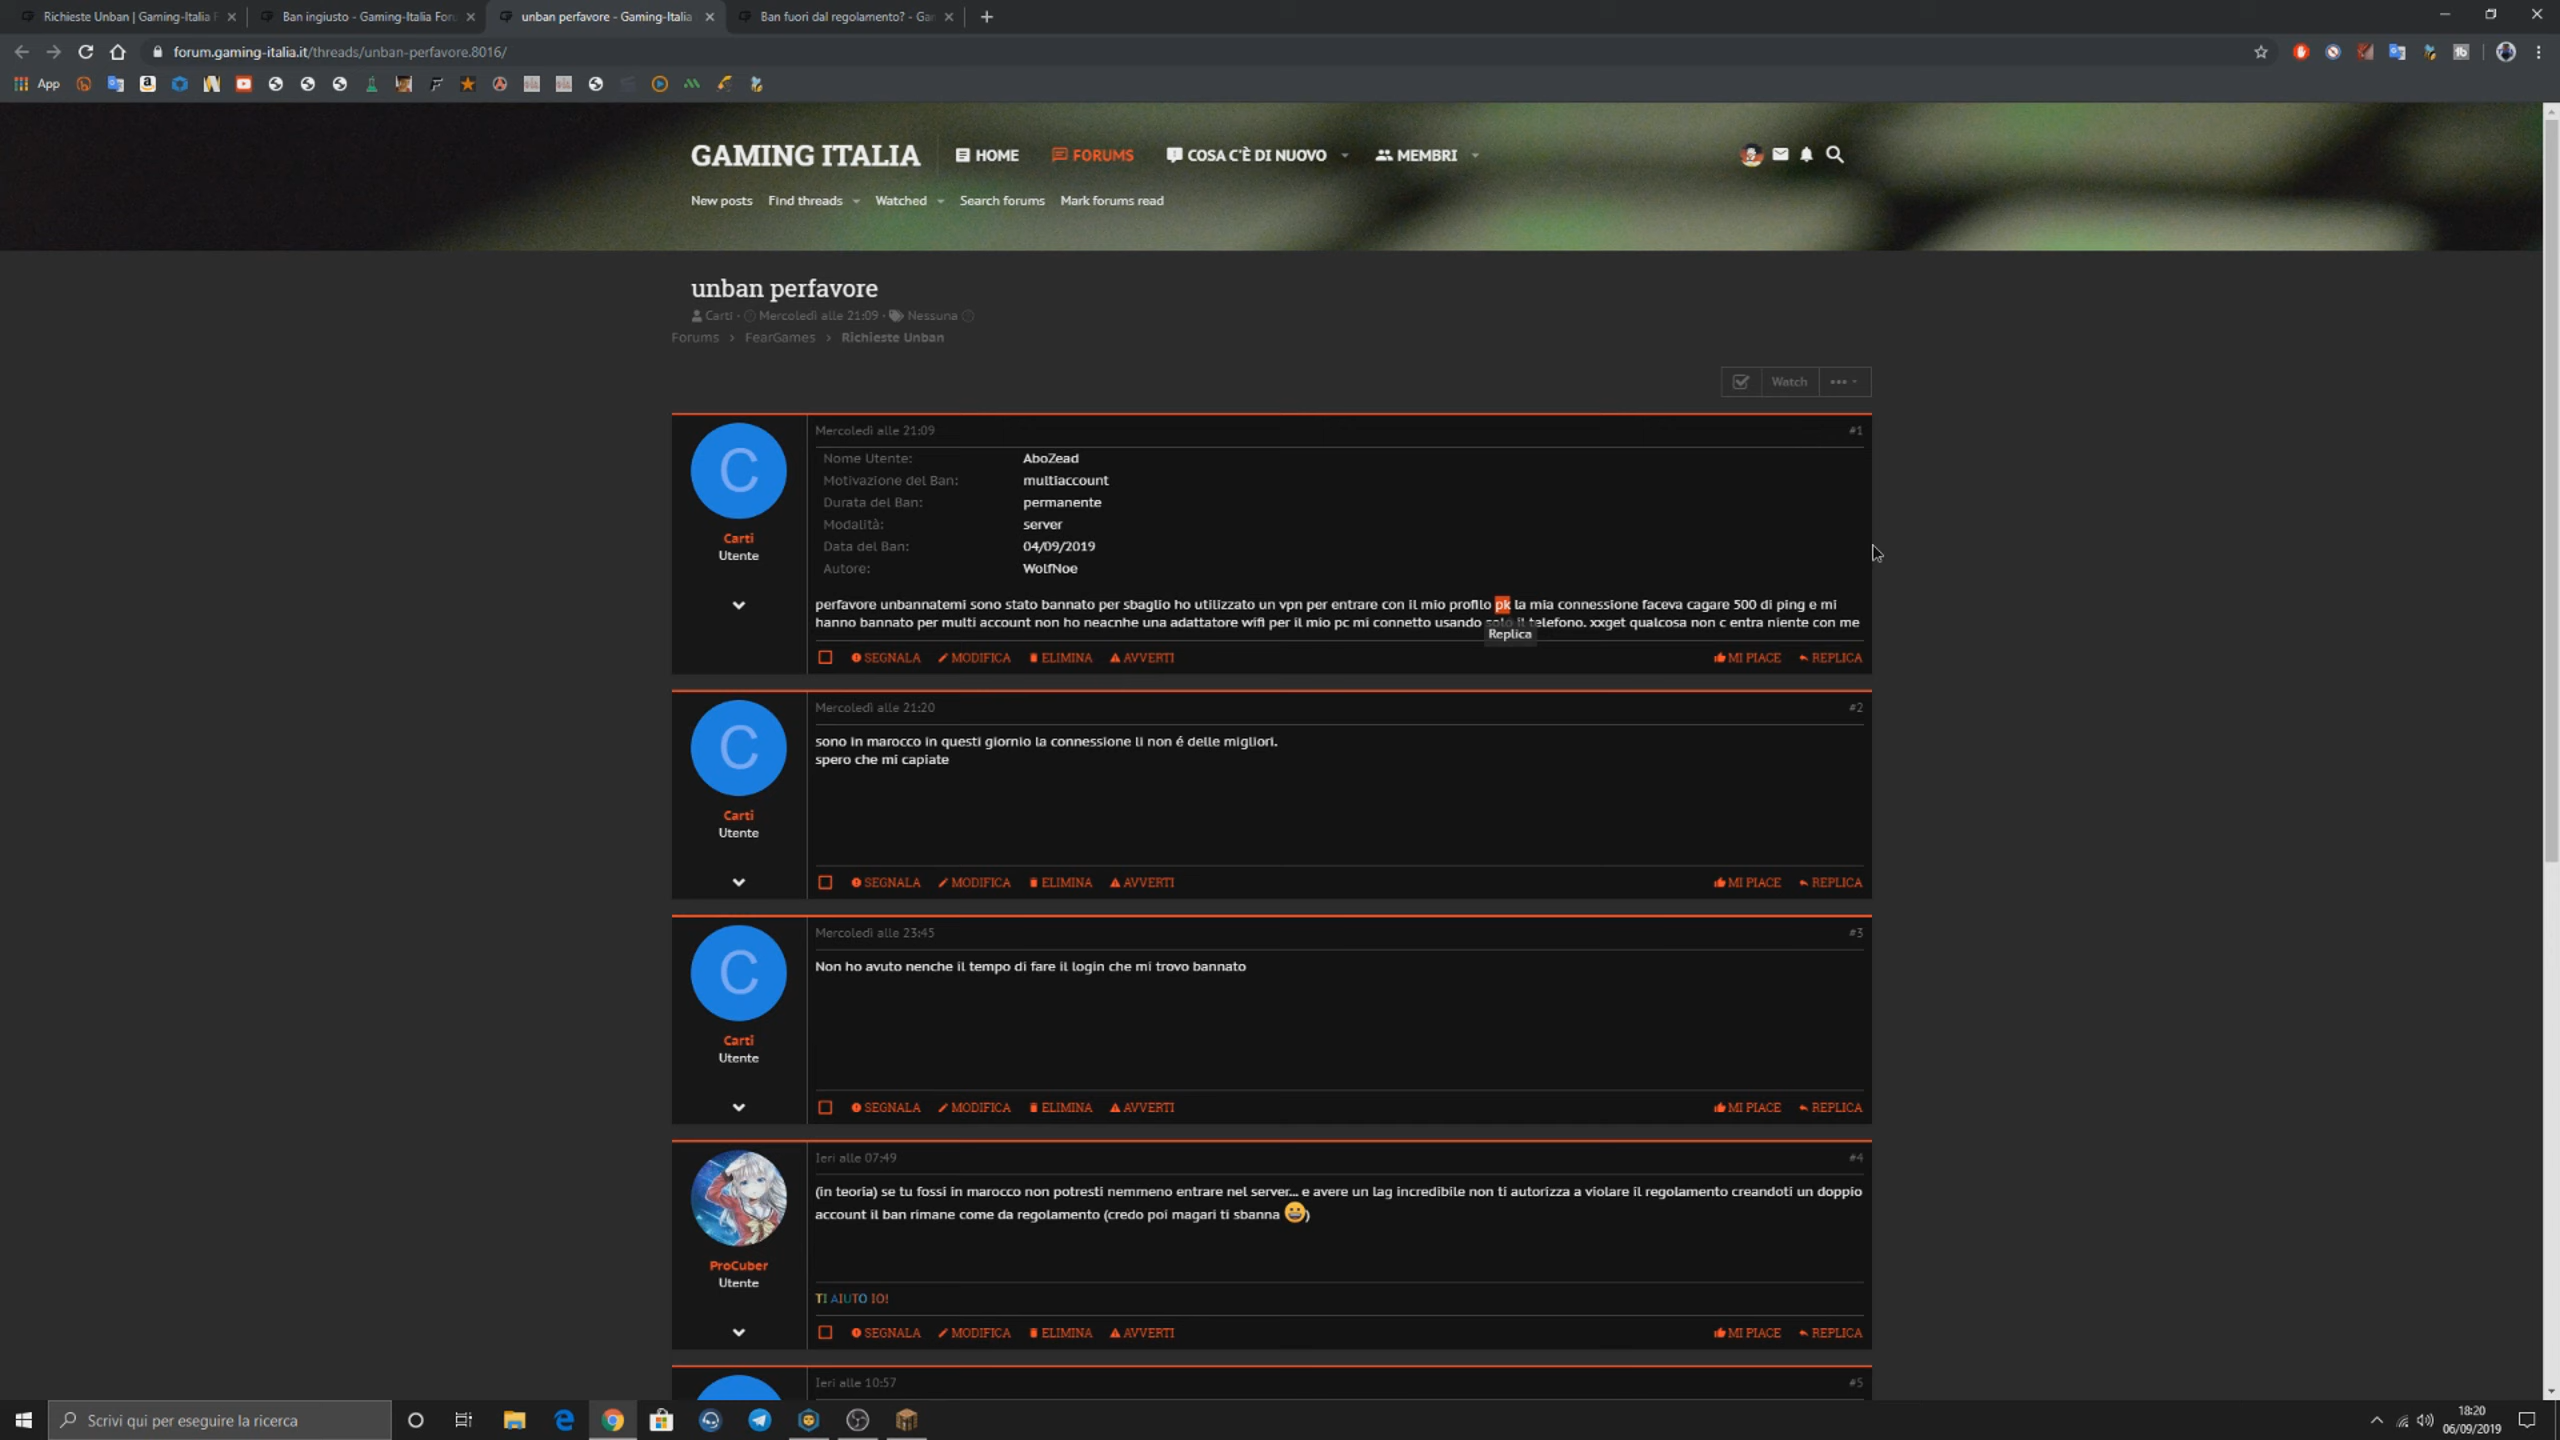 Richieste Unban | Gaming-Italia F
Ban ingiusto - Gaming-Italia Foru
unban perfavore - Gaming-Italia
Ban fuori dal regolamento? - Gam
forum.gaming-italia.it/threads/unban-perfavore.8016/
App
GAMING ITALIA
HOME
FORUMS
COSA C'È DI NUOVO
MEMBRI
New posts
Find threads
Watched
Search forums
Mark forums read
unban perfavore
Carti · Mercoledì alle 21:09 · Nessuna
Forums > FearGames > Richieste Unban
Watch
Mercoledì alle 21:09
#1
Nome Utente: AboZead
Motivazione del Ban: multiaccount
Durata del Ban: permanente
Modalità: server
Data del Ban: 04/09/2019
Autore: WolfNoe
Carti
Utente
perfavore unbannatemi sono stato bannato per sbaglio ho utilizzato un vpn per entrare con il mio profilo pk la mia connessione faceva cagare 500 di ping e mi
hanno bannato per multi account non ho neacnhe una adattatore wifi per il mio pc mi connetto usando solo il telefono. xxget qualcosa non c entra niente con me
Replica
SEGNALA MODIFICA ELIMINA AVVERTI MI PIACE REPLICA
Mercoledì alle 21:20
#2
sono in marocco in questi giorno la connessione li non é delle migliori.
spero che mi capiate
Carti
Utente
SEGNALA MODIFICA ELIMINA AVVERTI MI PIACE REPLICA
Mercoledì alle 23:45
#3
Non ho avuto nenche il tempo di fare il login che mi trovo bannato
Carti
Utente
SEGNALA MODIFICA ELIMINA AVVERTI MI PIACE REPLICA
Ieri alle 07:49
#4
(in teoria) se tu fossi in marocco non potresti nemmeno entrare nel server... e avere un lag incredibile non ti autorizza a violare il regolamento creandoti un doppio
account il ban rimane come da regolamento (credo poi magari ti sbanna 😀)
ProCuber
Utente
TI AIUTO IO!
SEGNALA MODIFICA ELIMINA AVVERTI MI PIACE REPLICA
Ieri alle 10:57
#5
Scrivi qui per eseguire la ricerca
18:20
06/09/2019